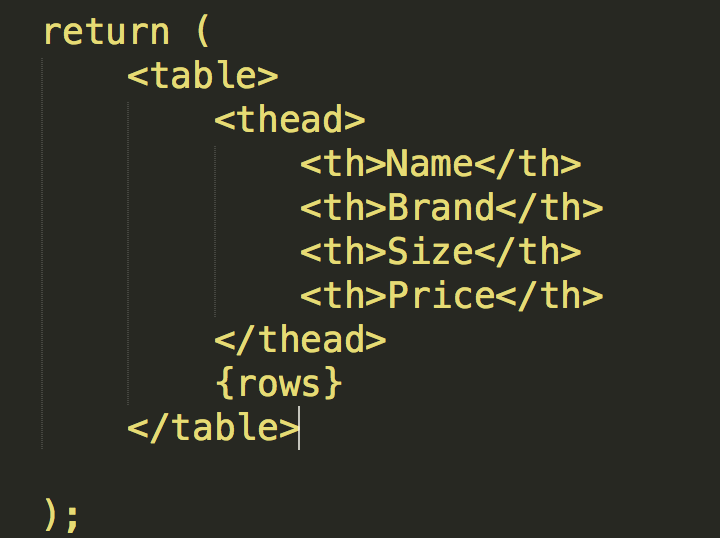 return (
<table>
<thead>
<th>Name</th>
<th>Brand</th>
<th>Size</th>
<th>Price</th>
</thead>
{rows}
</table>
);